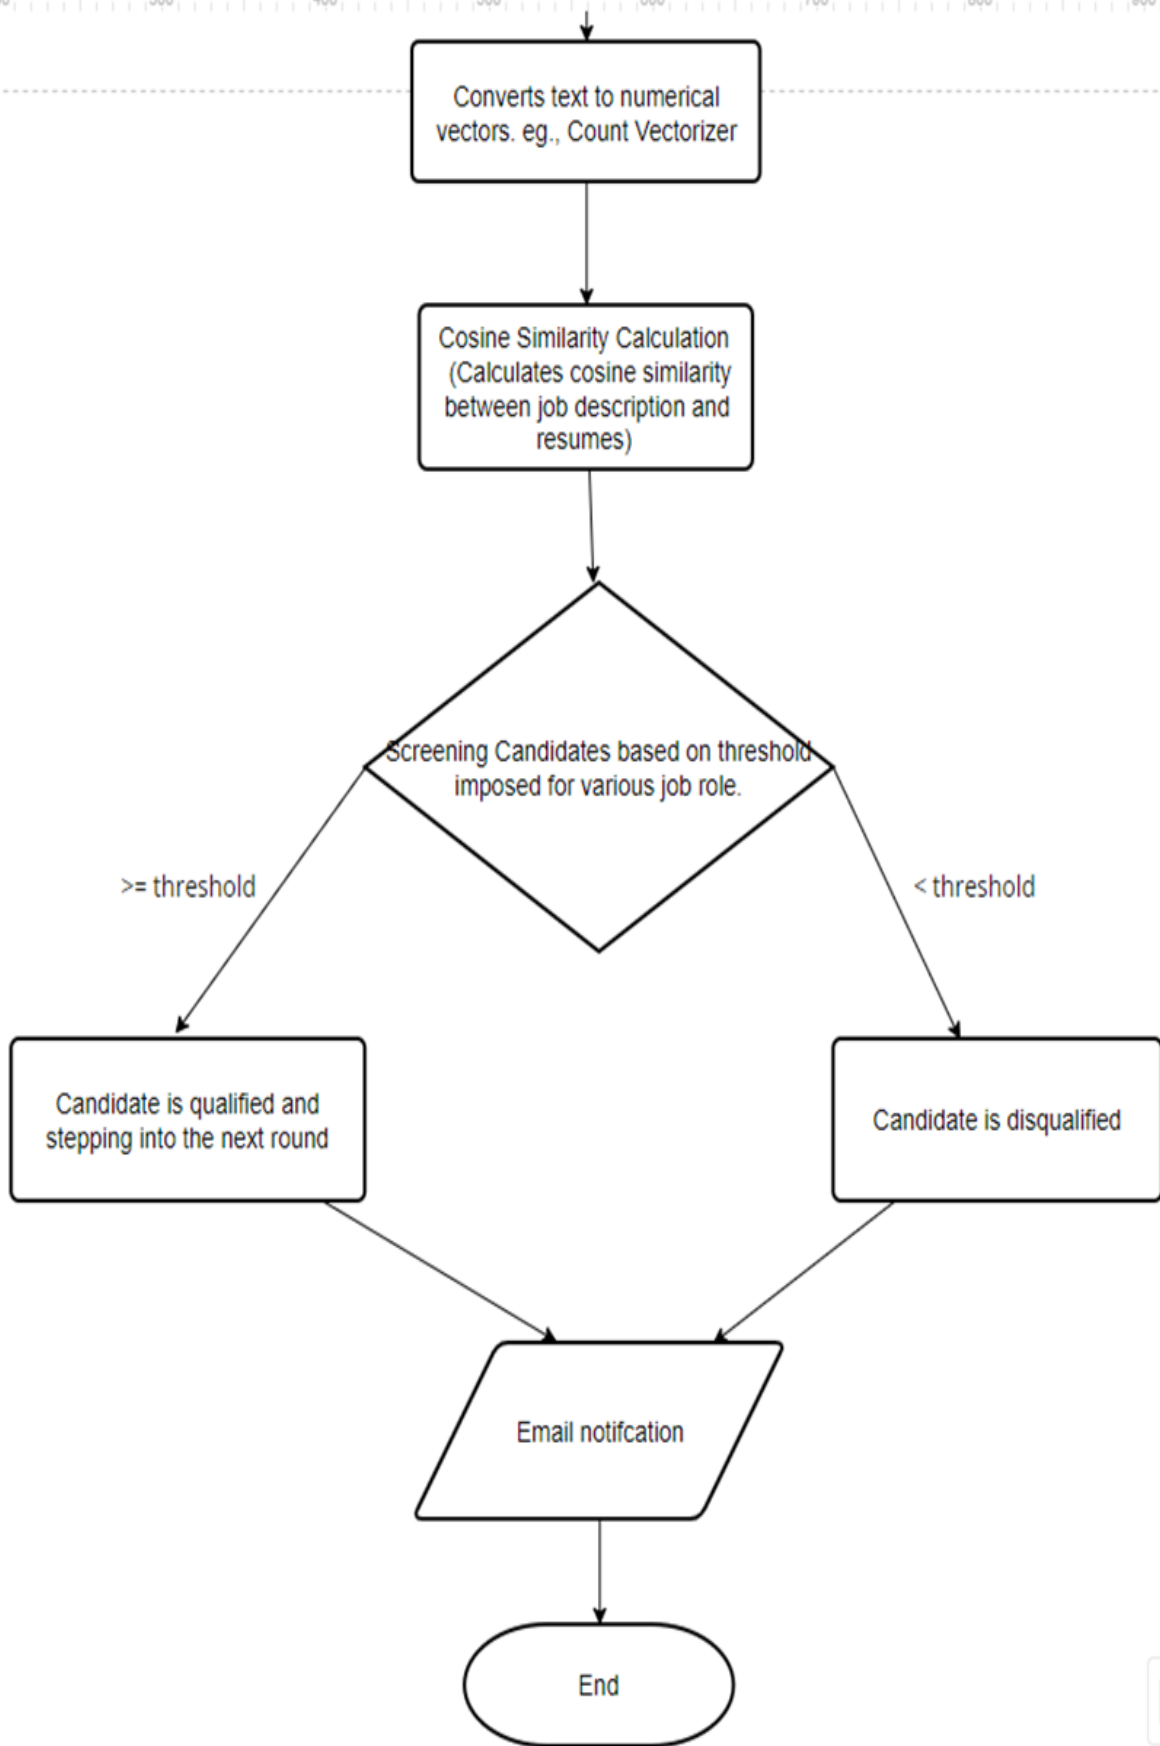 Converts text to numerical
vectors. eg., Count Vectorizer
Cosine Similarity Calculation
(Calculates cosine similarity
between job description and
resumes)
Screening Candidates based on threshold
imposed for various job role.
>= threshold
< threshold
Candidate is qualified and
stepping into the next round
Candidate is disqualified
Email notifcation
End